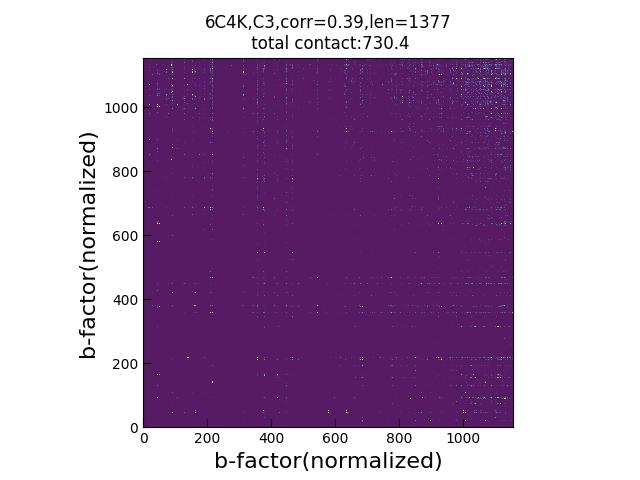 6C4K,C3,corr=0.39,len=1377
total contact:730.4
b-factor(normalized)
1000
800
600
400
200
0
0 200 400 600 800 1000
b-factor(normalized)